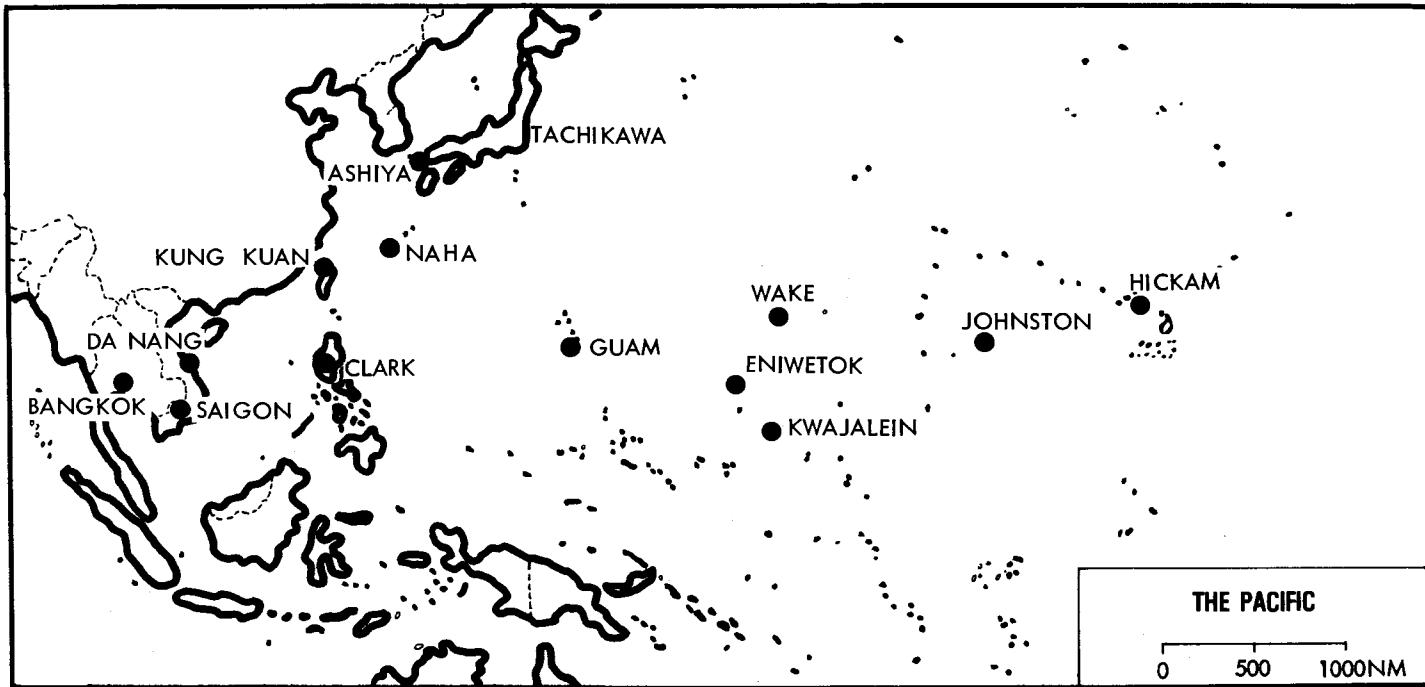 TACHIKAWA
ASHIYA
KUNG KUAN
NAHA
HICKAM
WAKE
JOHNSTON
DA NANG
GUAM
CLARK
ENIWETOK
BANGKOK
SAIGON
KWAJALEIN
THE PACIFIC
0 500 1000NM